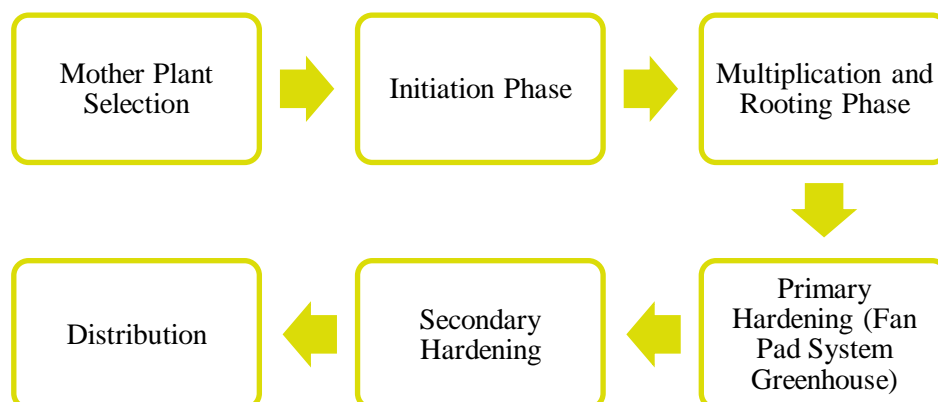 Mother Plant
Selection
Initiation Phase
Multiplication and
Rooting Phase
Primary
Hardening (Fan
Pad System
Greenhouse)
Secondary
Hardening
Distribution